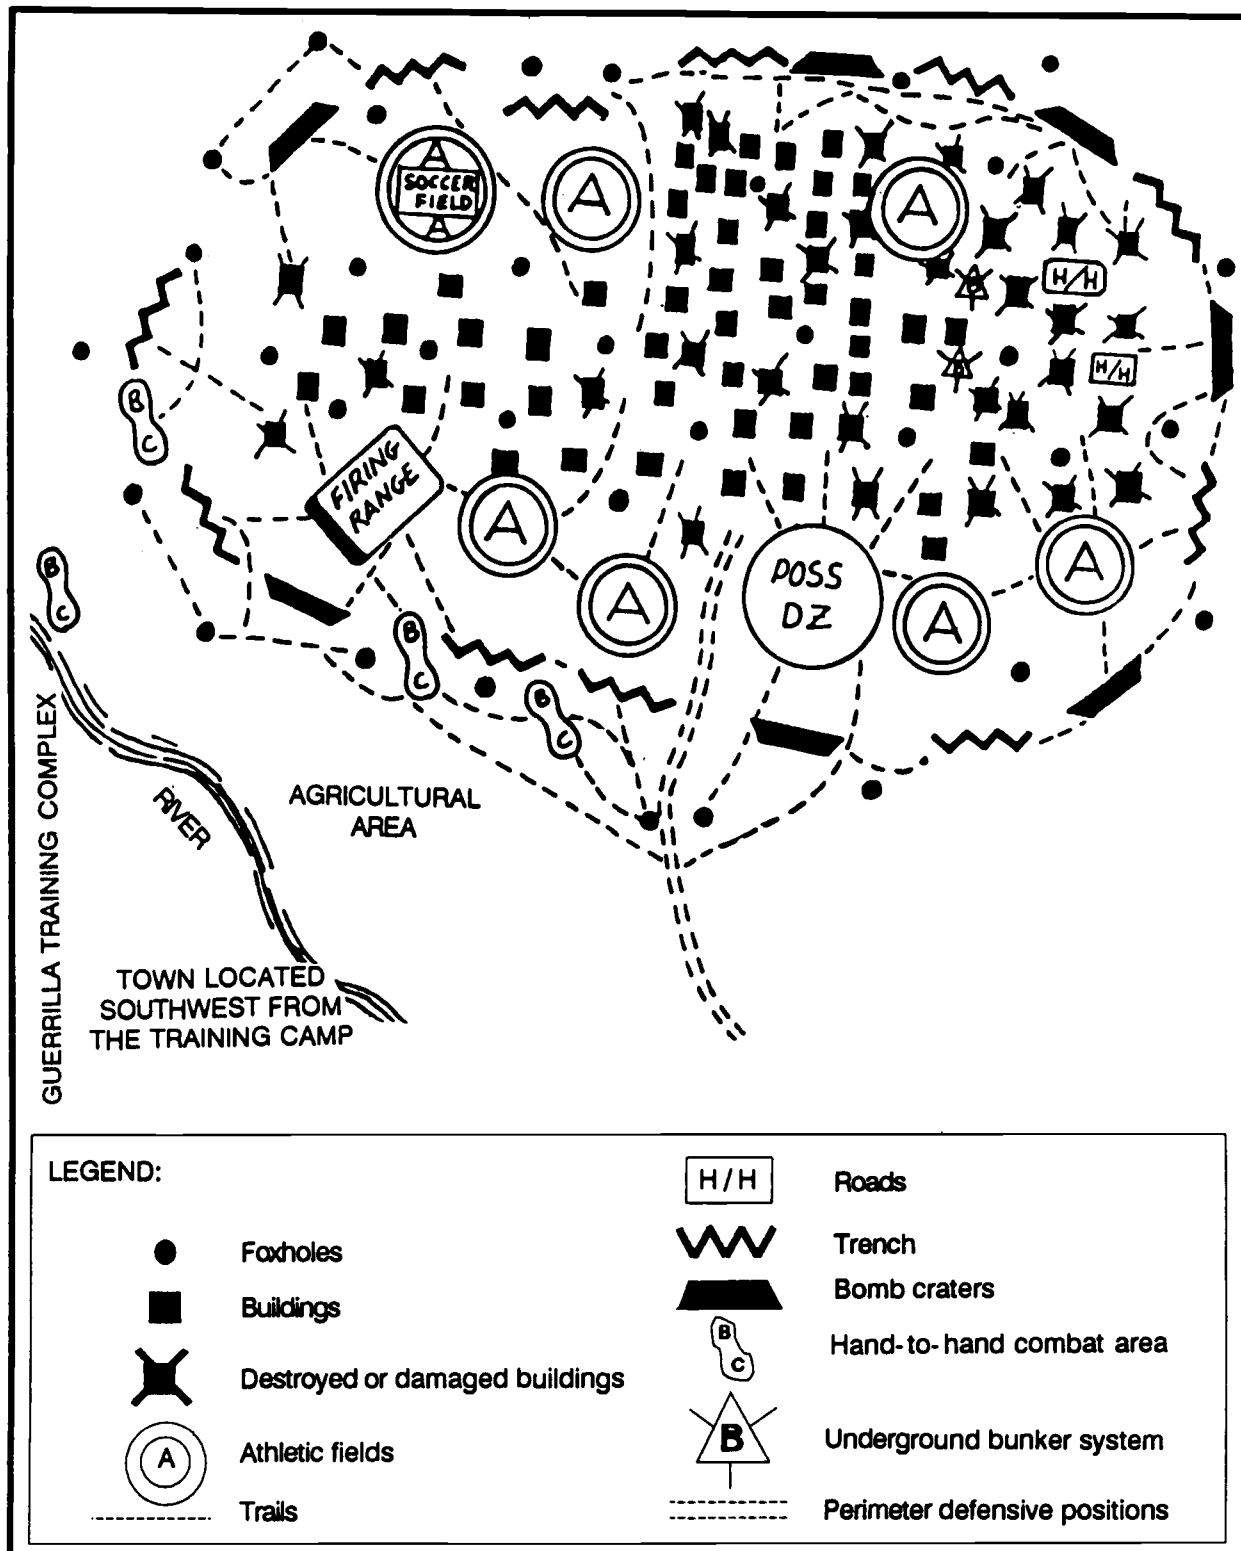 A
SOCCER
FIELD
A
A
A
H/H
B
H/H
B
B
C
FIRING
RANGE
A
A
POSS
DZ
A
A
B
C
B
C
B
C
GUERRILLA TRAINING COMPLEX
RIVER
AGRICULTURAL
AREA
TOWN LOCATED
SOUTHWEST FROM
THE TRAINING CAMP
LEGEND:
Foxholes
Buildings
Destroyed or damaged buildings
A
Athletic fields
Trails
H/H
Roads
Trench
Bomb craters
B
C
Hand-to-hand combat area
B
Underground bunker system
Perimeter defensive positions